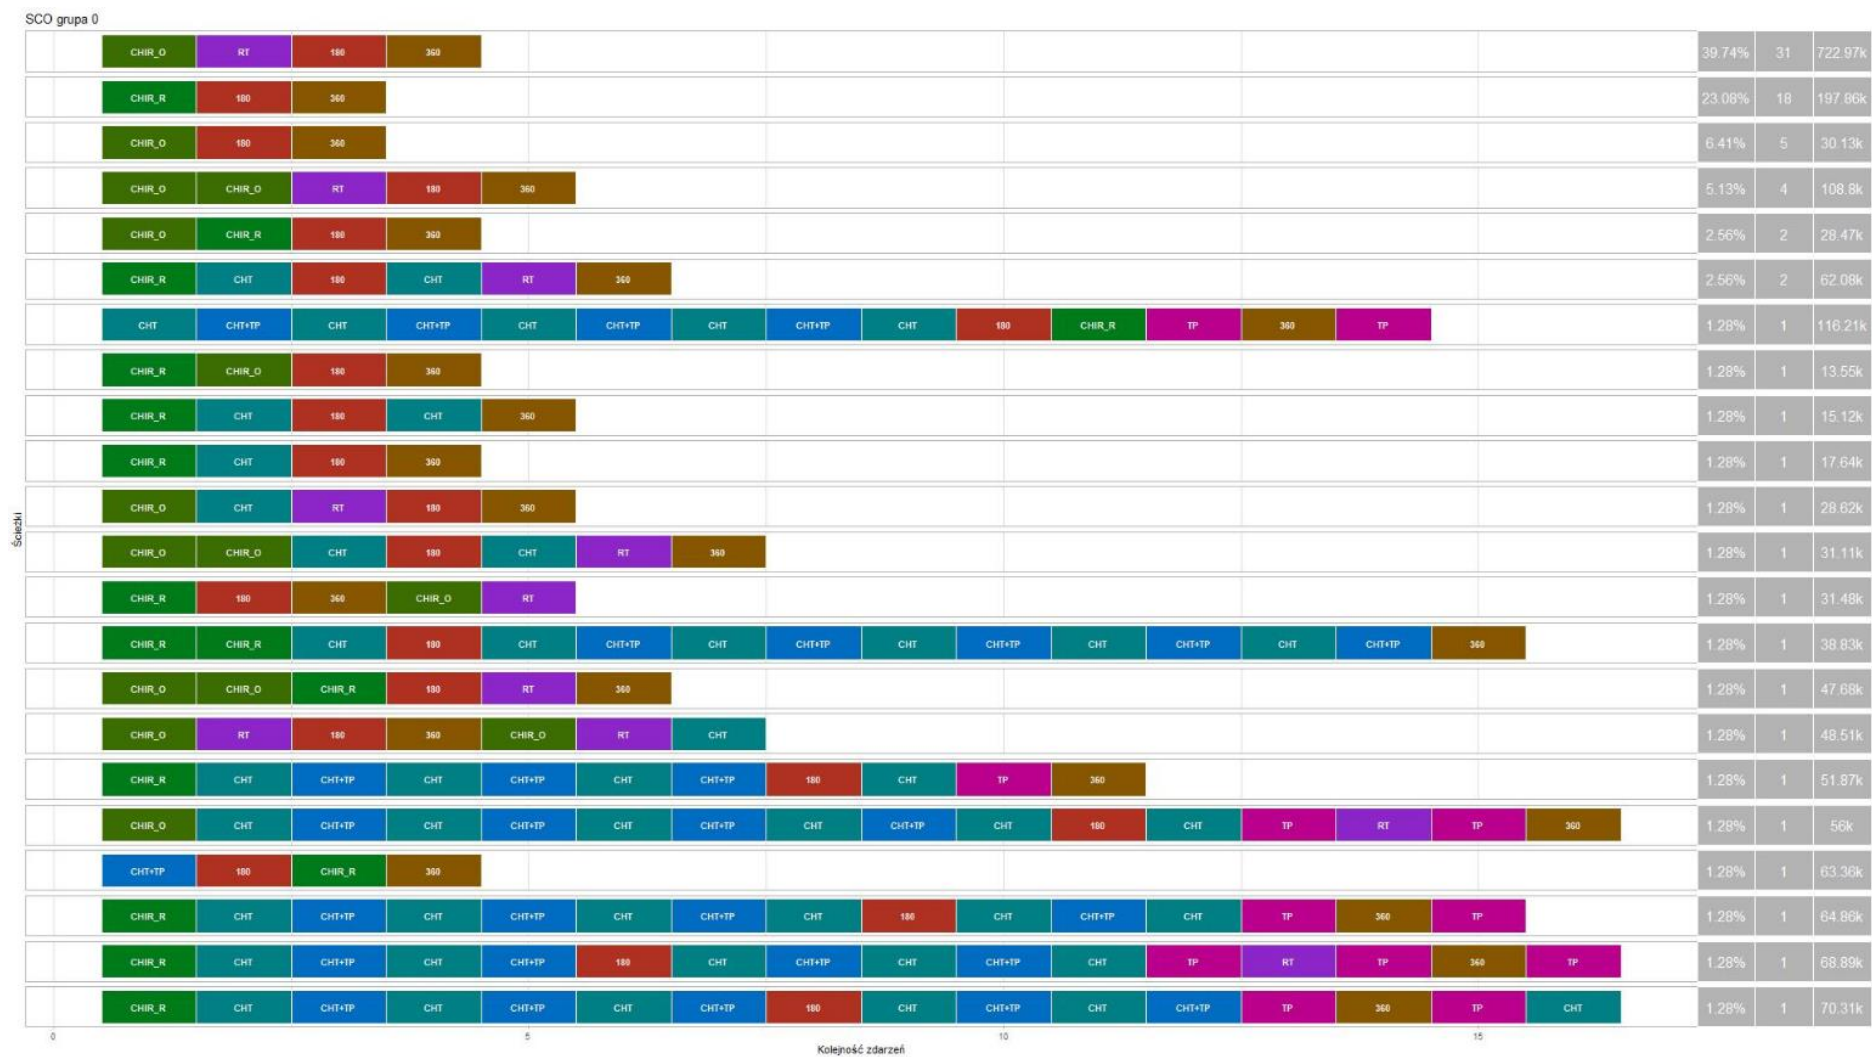 SCO grupa 0
CHIR_O RT 180 360 39.74% 31 722.97k
CHIR_R 180 360 23.08% 18 197.86k
CHIR_O 180 360 6.41% 5 30.13k
CHIR_O CHIR_O RT 180 360 5.13% 4 108.8k
CHIR_O CHIR_R 180 360 2.56% 2 28.47k
CHIR_R CHT 180 CHT RT 360 2.56% 2 62.08k
CHT CHT+TP CHT CHT+TP CHT CHT+TP CHT CHT+TP CHT 180 CHIR_R TP 360 TP 1.28% 1 116.21k
CHIR_R CHIR_O 180 360 1.28% 1 13.55k
CHIR_R CHT 180 CHT 360 1.28% 1 15.12k
CHIR_R CHT 180 360 1.28% 1 17.64k
CHIR_O CHT RT 180 360 1.28% 1 28.62k
Ścieżki
CHIR_O CHIR_O CHT 180 CHT RT 360 1.28% 1 31.11k
CHIR_R 180 360 CHIR_O RT 1.28% 1 31.48k
CHIR_R CHIR_R CHT 180 CHT CHT+TP CHT CHT+TP CHT CHT+TP CHT CHT+TP CHT CHT+TP 360 1.28% 1 38.83k
CHIR_O CHIR_O CHIR_R 180 RT 360 1.28% 1 47.68k
CHIR_O RT 180 360 CHIR_O RT CHT 1.28% 1 48.51k
CHIR_R CHT CHT+TP CHT CHT+TP CHT CHT+TP 180 CHT TP 360 1.28% 1 51.87k
CHIR_O CHT CHT+TP CHT CHT+TP CHT CHT+TP CHT CHT+TP CHT 180 CHT TP RT TP 360 1.28% 1 56k
CHT+TP 180 CHIR_R 360 1.28% 1 63.36k
CHIR_R CHT CHT+TP CHT CHT+TP CHT CHT+TP CHT 180 CHT CHT+TP CHT TP 360 TP 1.28% 1 64.86k
CHIR_R CHT CHT+TP CHT CHT+TP 180 CHT CHT+TP CHT CHT+TP CHT TP RT TP 360 TP 1.28% 1 68.89k
CHIR_R CHT CHT+TP CHT CHT+TP CHT CHT+TP 180 CHT CHT+TP CHT CHT+TP TP 360 TP CHT 1.28% 1 70.31k
0 5 10 15
Kolejność zdarzeń